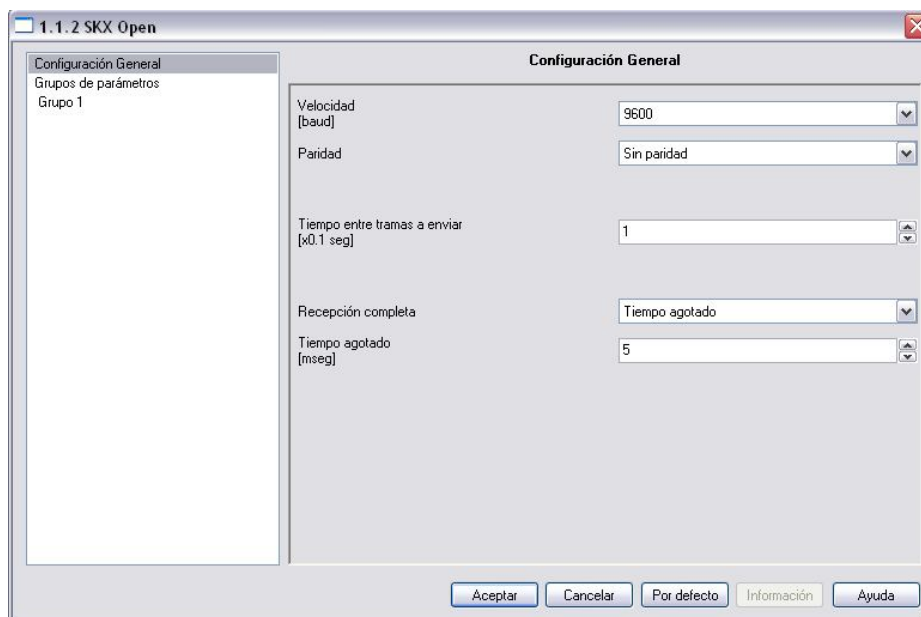 1.1.2 SKX Open
Configuración General
Grupos de parámetros
Grupo 1
Configuración General
Velocidad
[baud]
9600
Paridad
Sin paridad
Tiempo entre tramas a enviar
[x0.1 seg]
1
Recepción completa
Tiempo agotado
Tiempo agotado
[mseg]
5
Aceptar
Cancelar
Por defecto
Información
Ayuda